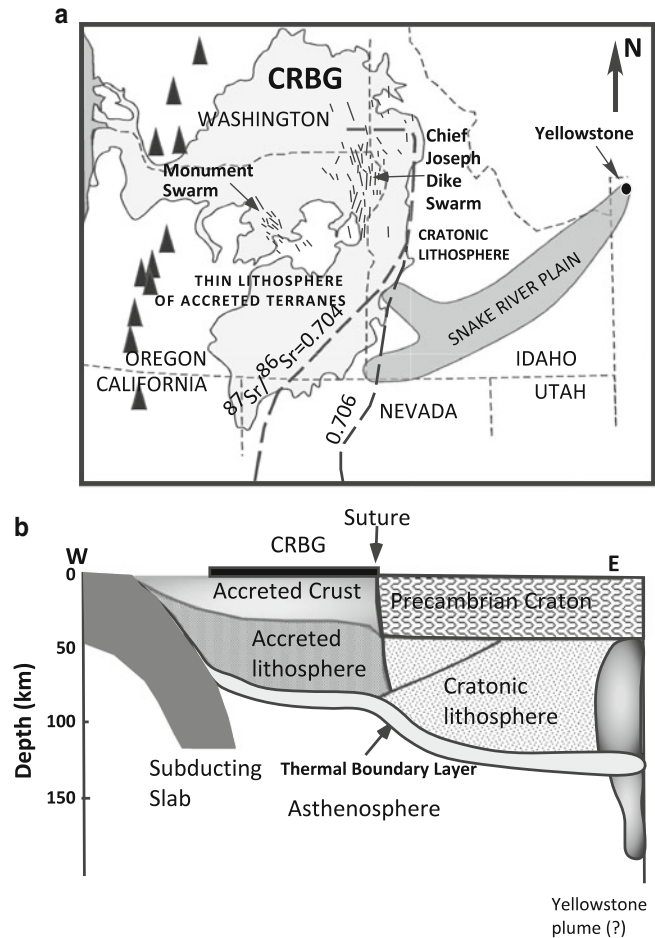 a
N
CRBG
WASHINGTON
Chief
Joseph
Dike
Swarm
Yellowstone
Monument
Swarm
CRATONIC
LITHOSPHERE
THIN LITHOSPHERE
OF ACCRETED TERRANES
SNAKE RIVER PLAIN
87Sr/86Sr=0.704
OREGON
CALIFORNIA
IDAHO
UTAH
NEVADA
0.706
b
Suture
CRBG
W
E
0
Accreted Crust
Precambrian Craton
50
Accreted
lithosphere
Cratonic
lithosphere
Depth (km)
100
Subducting
Slab
Thermal Boundary Layer
150
Asthenosphere
Yellowstone
plume (?)